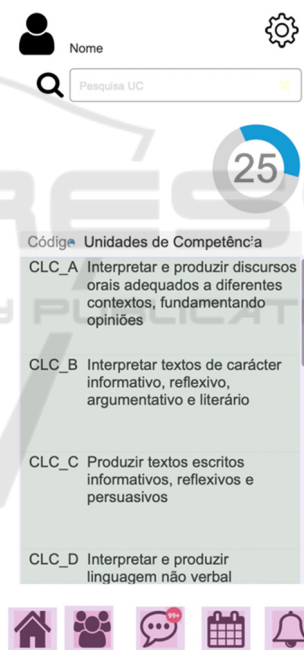 Nome
Pesquisa UC
25
Código Unidades de Competência
CLC_A Interpretar e produzir discursos
orais adequados a diferentes
contextos, fundamentando
opiniões
CLC_B Interpretar textos de carácter
informativo, reflexivo,
argumentativo e literário
CLC_C Produzir textos escritos
informativos, reflexivos e
persuasivos
CLC_D Interpretar e produzir
linguagem não verbal
99+